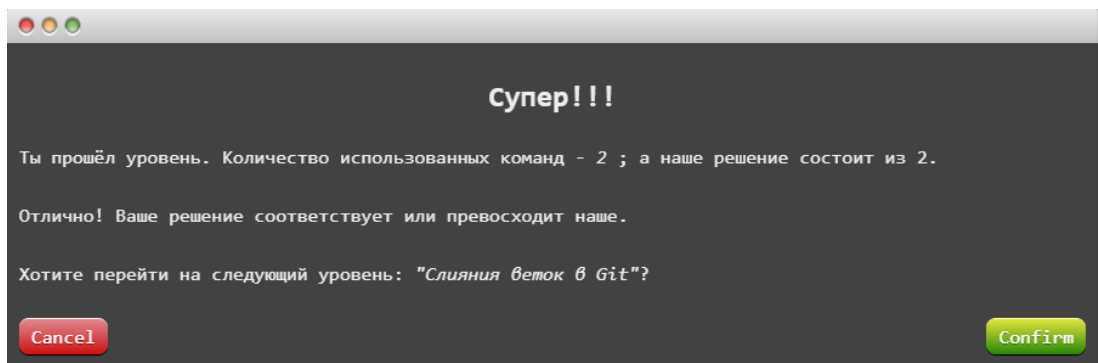 Супер!!!
Ты прошёл уровень. Количество использованных команд - 2 ; а наше решение состоит из 2.
Отлично! Ваше решение соответствует или превосходит наше.
Хотите перейти на следующий уровень: "Слияния веток в Git"?
Cancel
Confirm